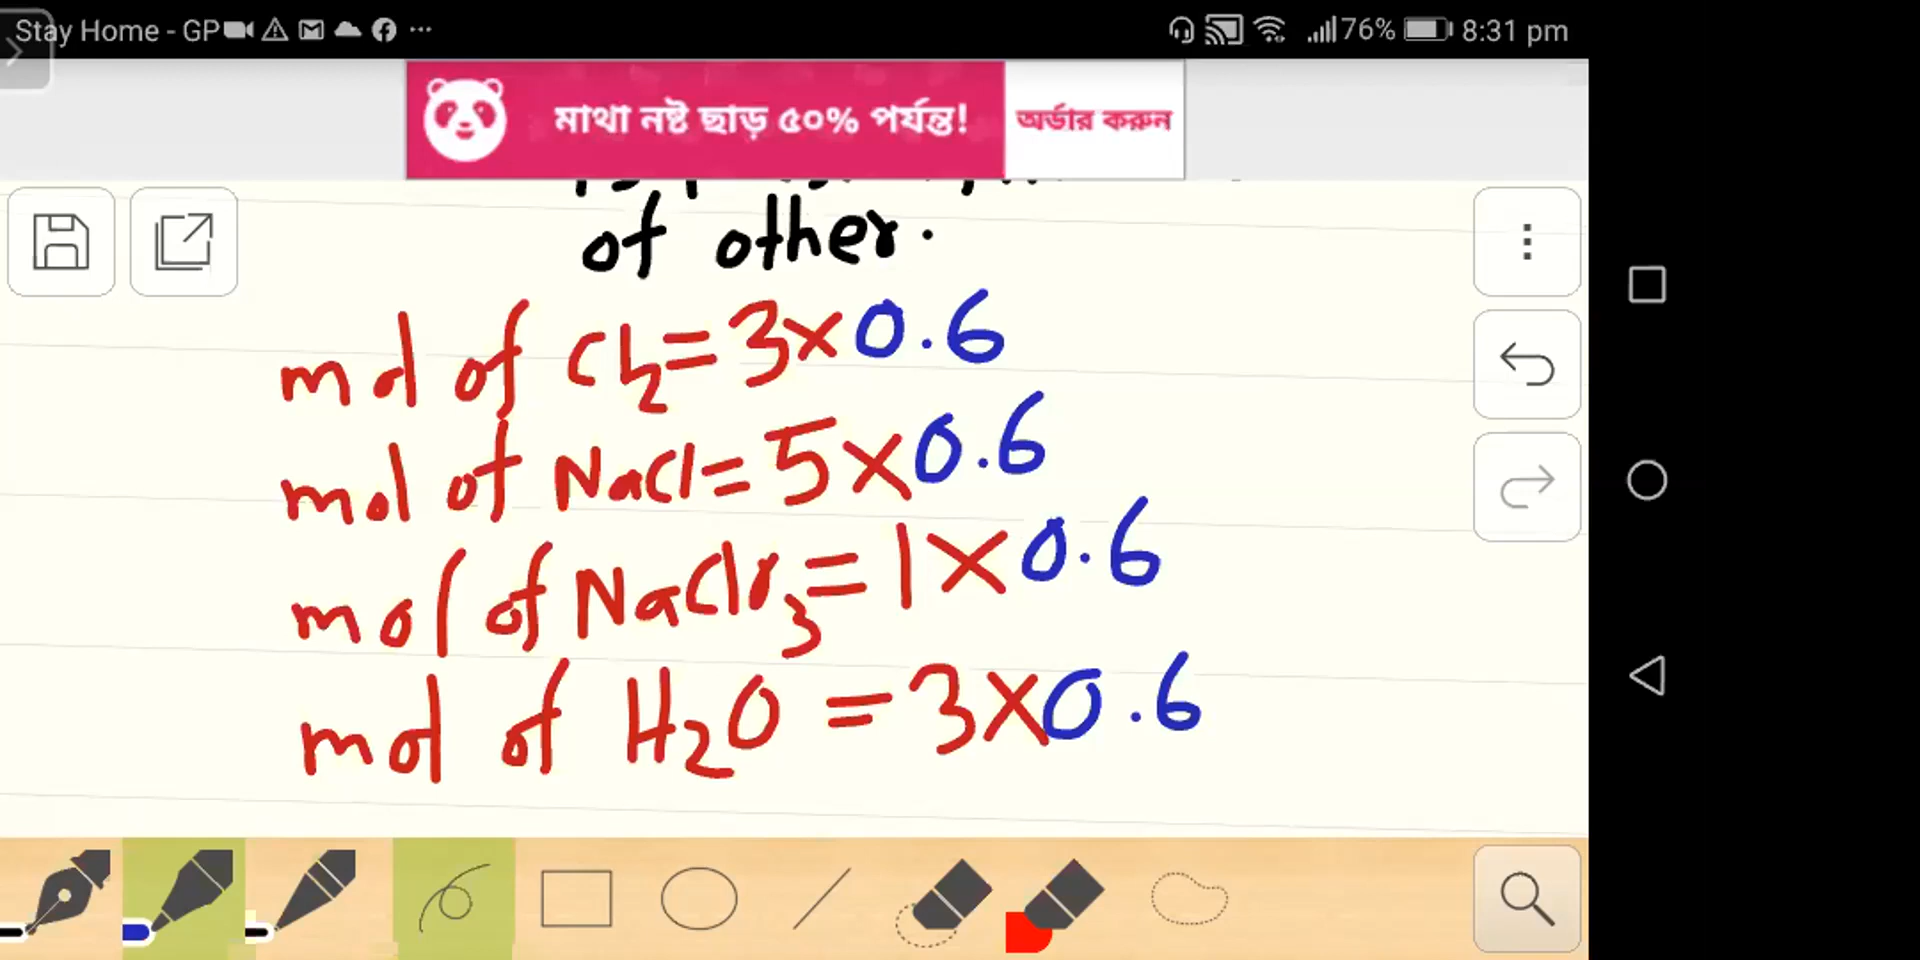 Stay Home - GP ... 76% 8:31 pm
মাথা নষ্ট ছাড় ৫০% পর্যন্ত! অর্ডার করুন
of other.
mol of Cl2 = 3 × 0.6
mol of NaCl = 5 × 0.6
mol of NaClO3 = 1 × 0.6
mol of H2O = 3 × 0.6